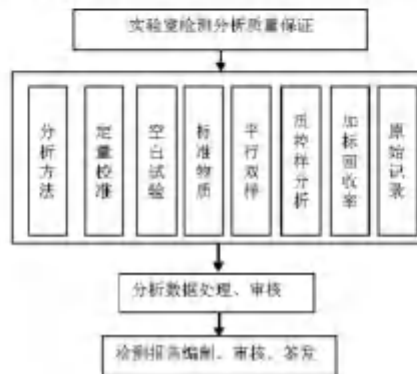 实验室检测分析质量保证
分析方法
定量校准
空白试验
标准物质
平行双样
质控样分析
加标回收率
原始记录
分析数据处理、审核
检测报告编制、审核、签发